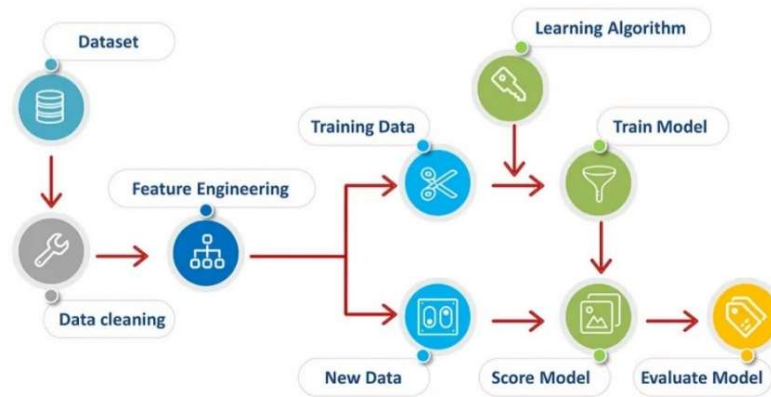 Dataset
Learning Algorithm
Training Data
Train Model
Feature Engineering
Data cleaning
New Data
Score Model
Evaluate Model